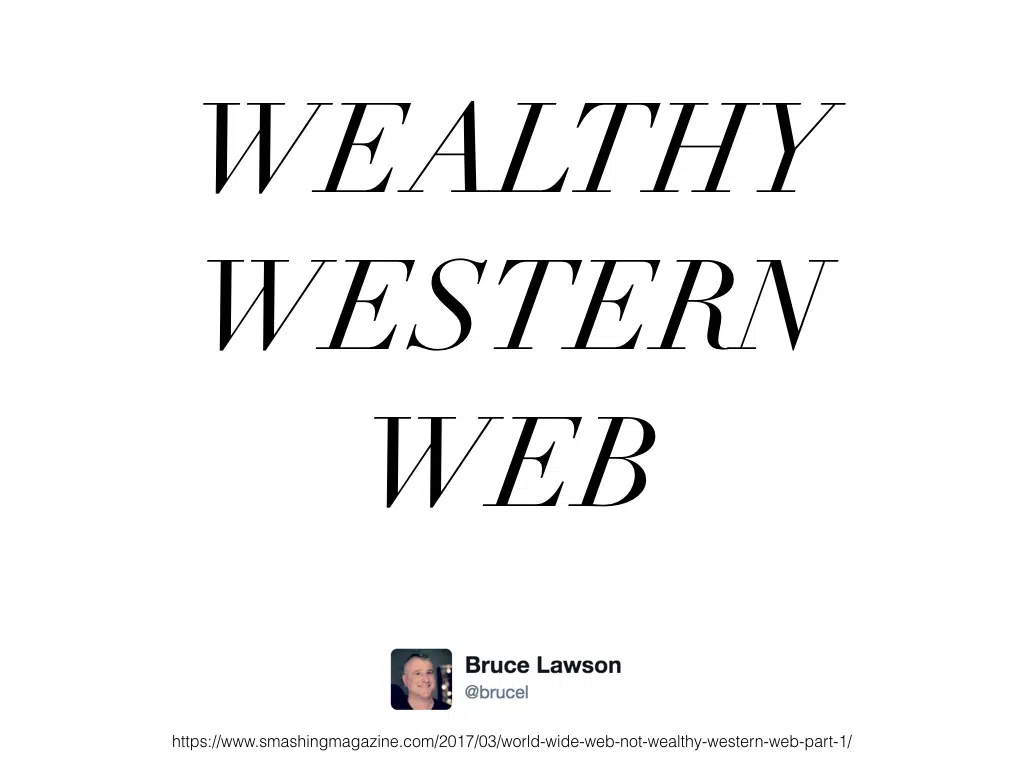 WEALTHY
WESTERN
WEB
Bruce Lawson
@brucel
https://www.smashingmagazine.com/2017/03/world-wide-web-not-wealthy-western-web-part-1/